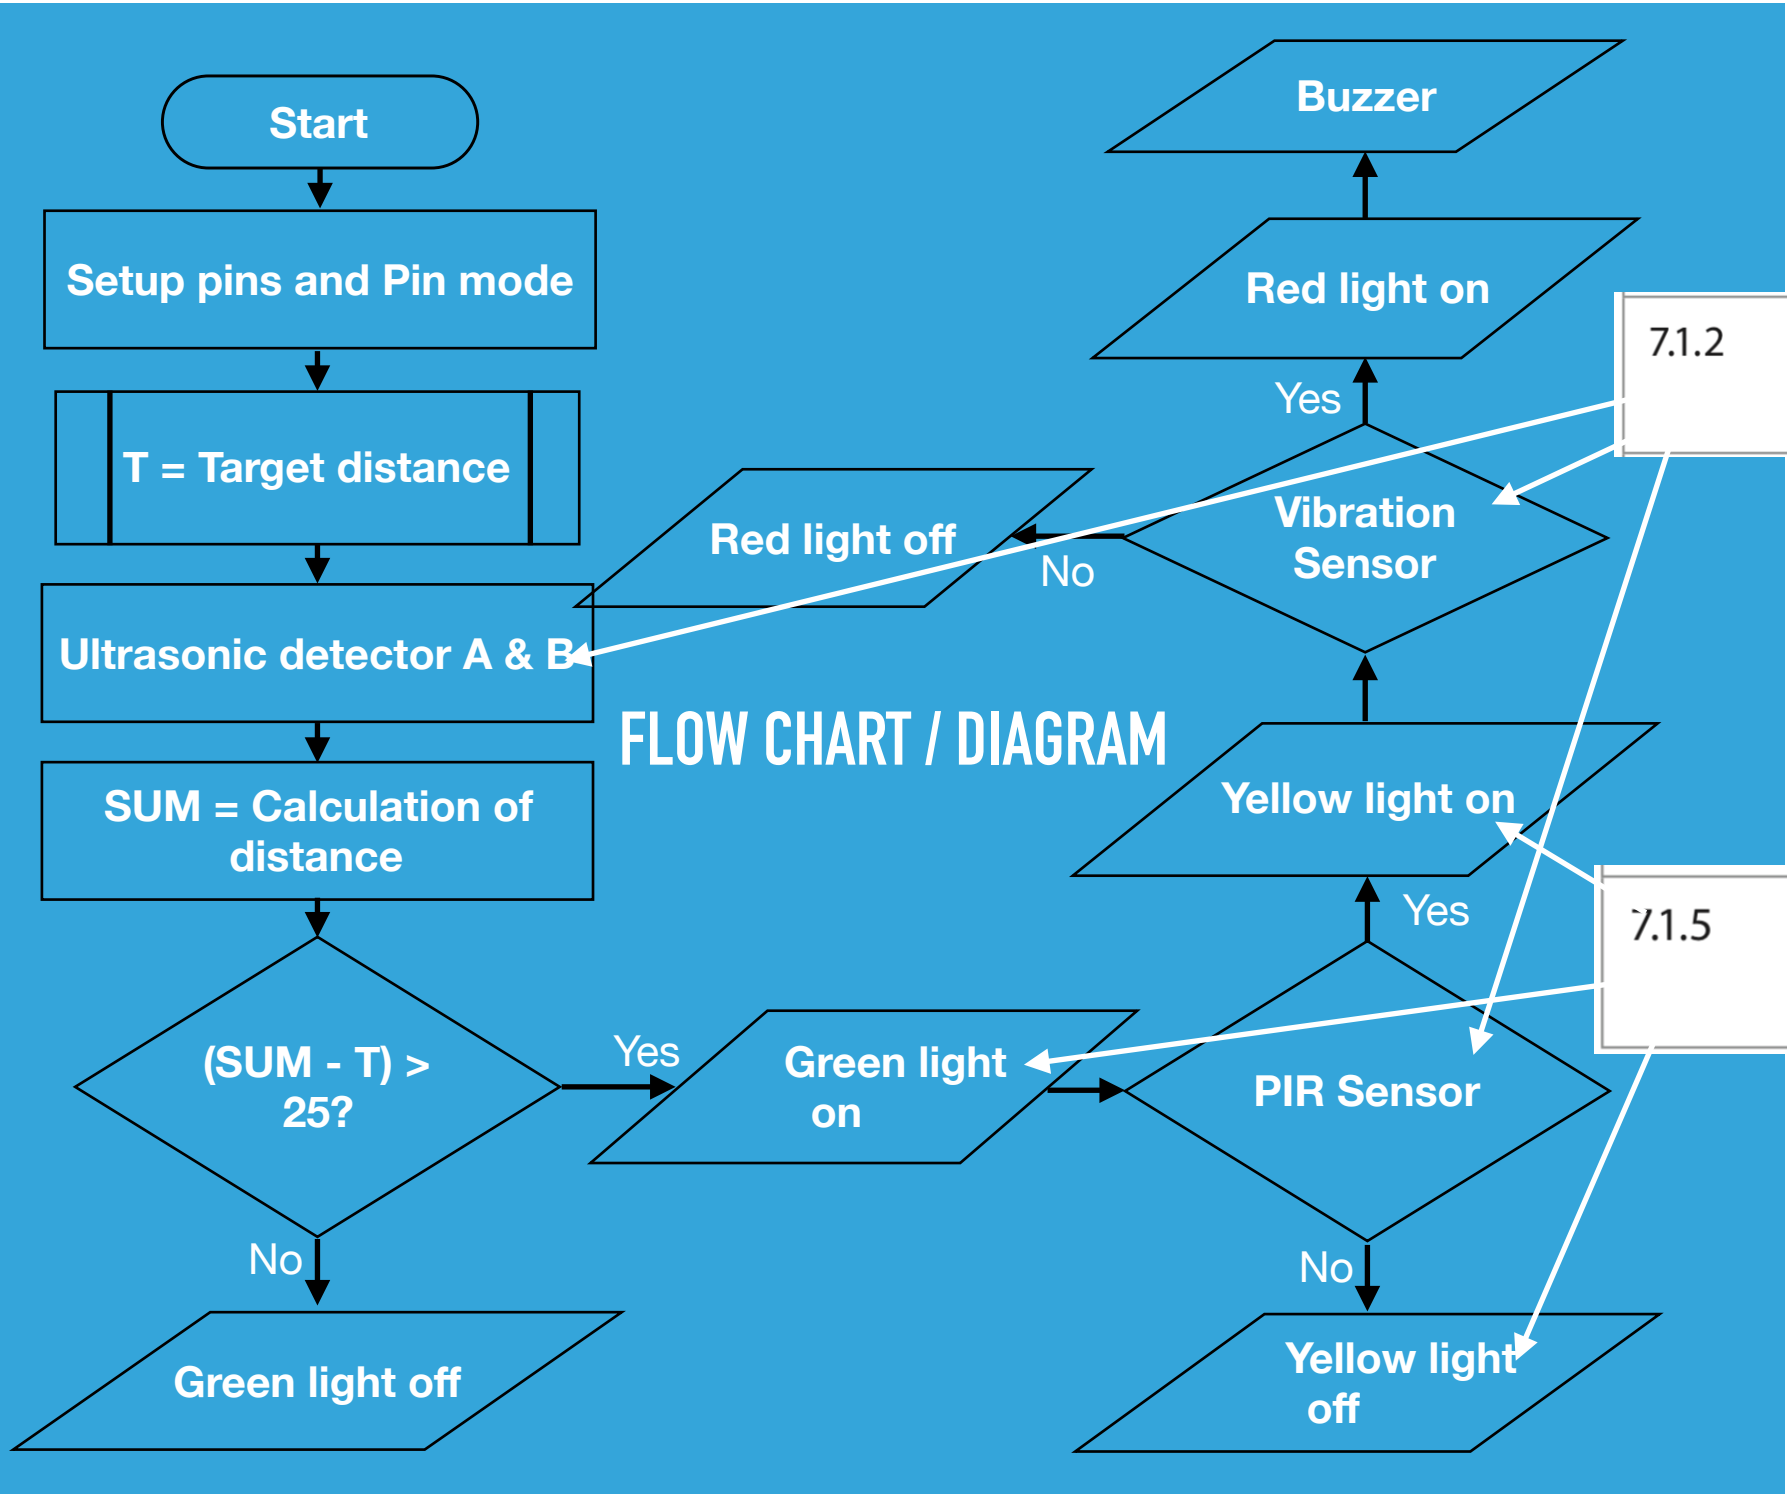 Start
Setup pins and Pin mode
T = Target distance
Ultrasonic detector A & B
SUM = Calculation of
distance
(SUM - T) >
25?
Yes
No
Green light off
Green light
on
PIR Sensor
Yes
No
Yellow light
off
Yellow light on
Vibration
Sensor
Yes
No
Red light off
Red light on
Buzzer
FLOW CHART / DIAGRAM
7.1.2
7.1.5